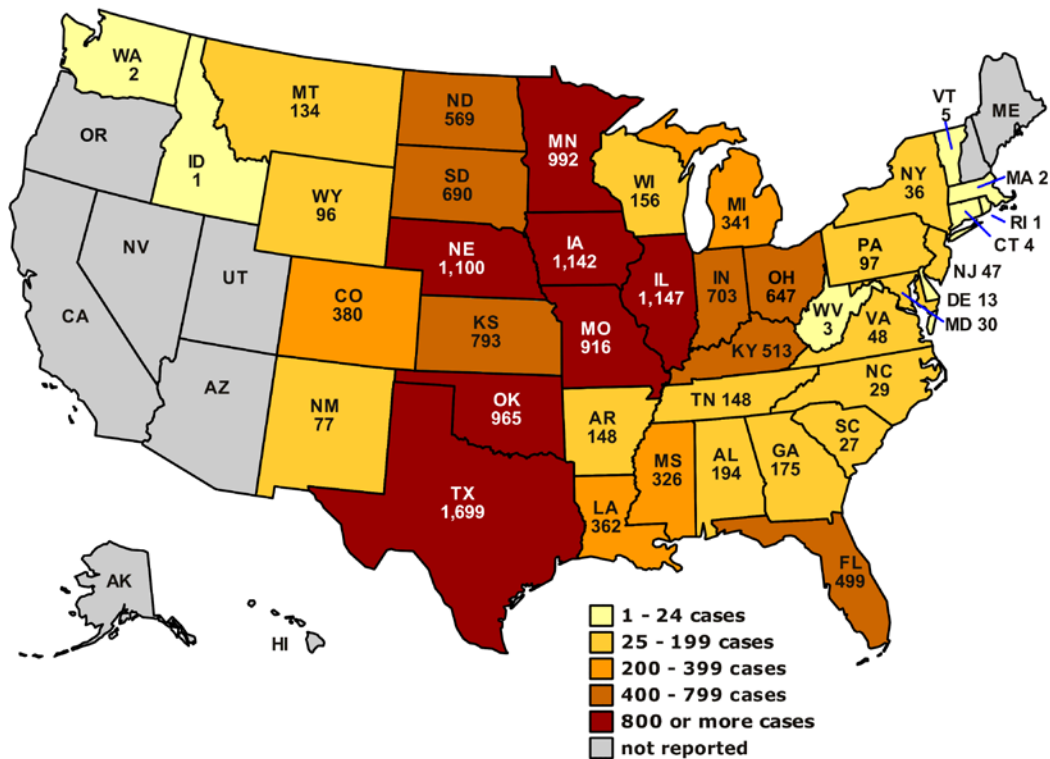 WA
2
MT
134
ND
569
MN
992
VT
5
ME
OR
ID
1
WY
96
SD
690
WI
156
MI
341
NY
36
MA 2
RI 1
CT 4
NV
UT
CO
380
NE
1,100
IA
1,142
IL
1,147
IN
703
OH
647
PA
97
NJ 47
DE 13
MD 30
CA
AZ
NM
77
KS
793
MO
916
KY 513
WV
3
VA
48
OK
965
AR
148
TN 148
NC
29
SC
27
TX
1,699
LA
362
MS
326
AL
194
GA
175
FL
499
AK
HI
1 - 24 cases
25 - 199 cases
200 - 399 cases
400 - 799 cases
800 or more cases
not reported